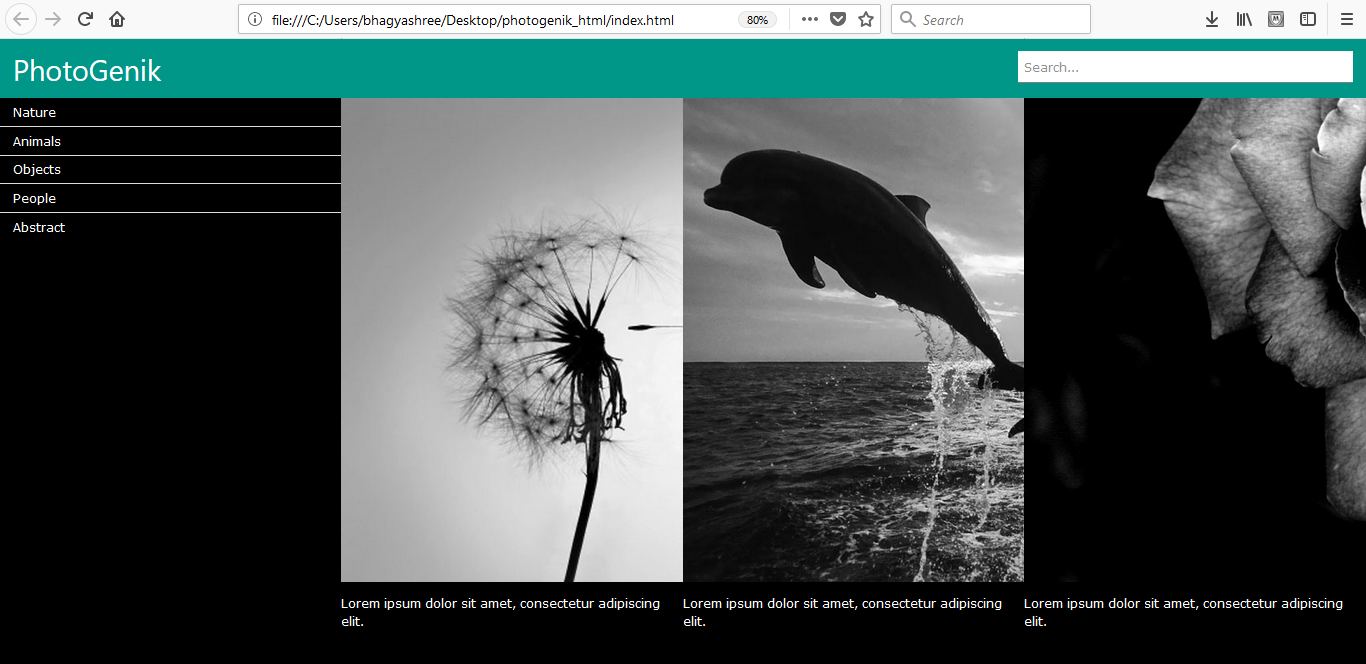 file:///C:/Users/bhagyashree/Desktop/photogenik_html/index.html
80%
Search
PhotoGenik
Search...
Nature
Animals
Objects
People
Abstract
Lorem ipsum dolor sit amet, consectetur adipiscing
elit.
Lorem ipsum dolor sit amet, consectetur adipiscing
elit.
Lorem ipsum dolor sit amet, consectetur adipiscing
elit.